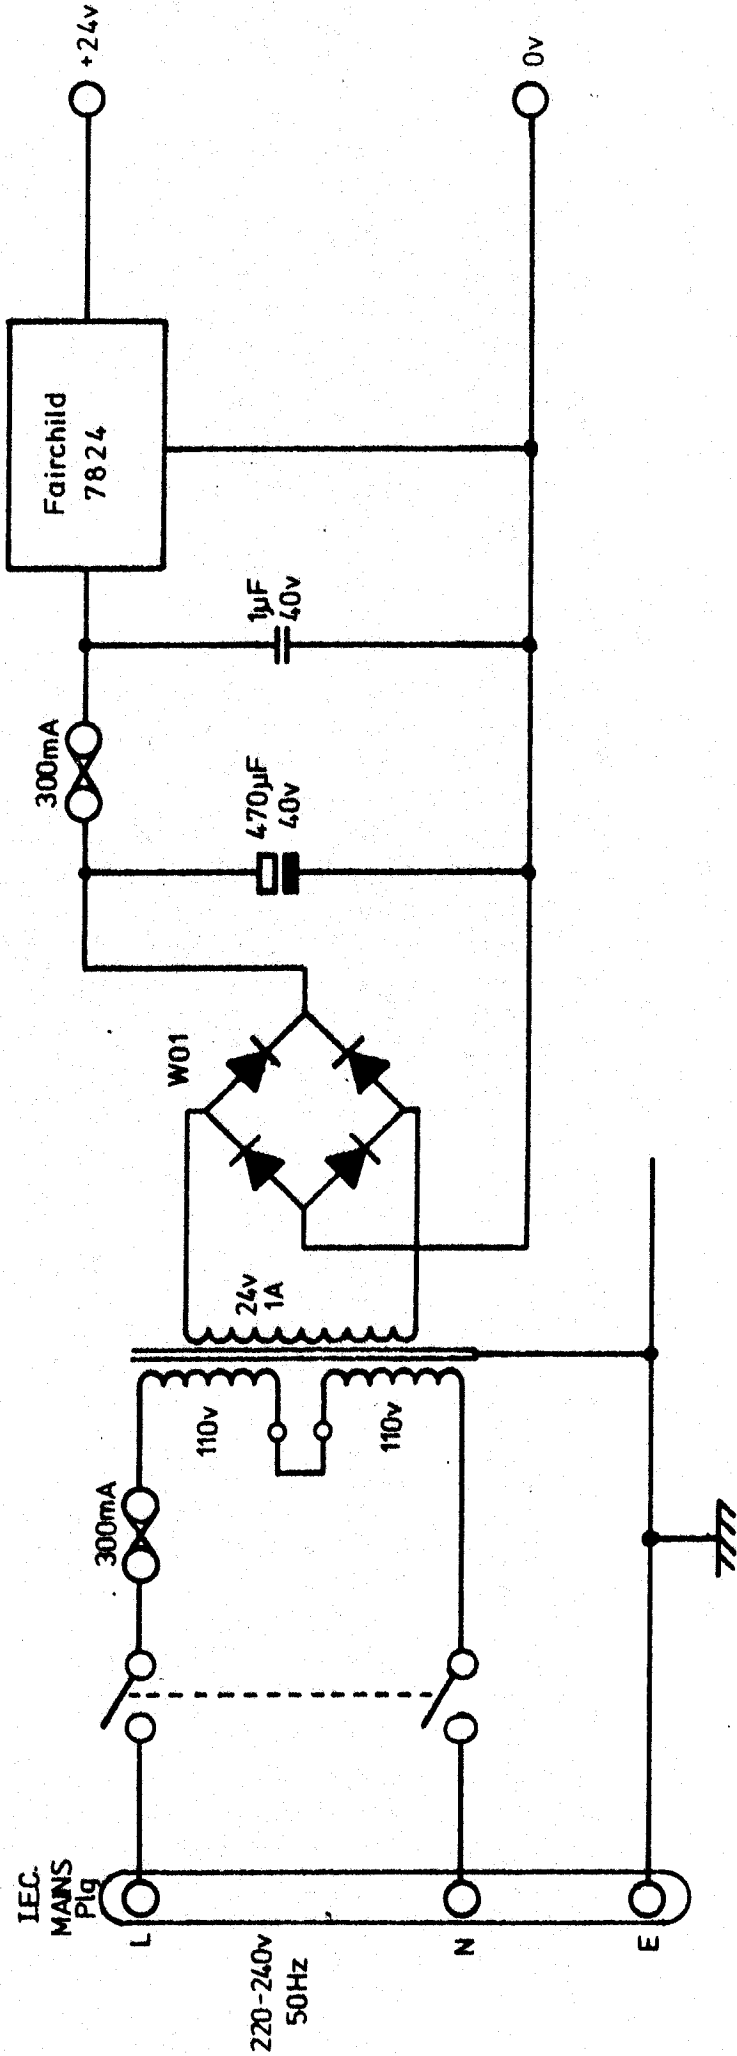 I.E.C.
MAINS
Plg
L
N
E
220-240v
50Hz
300mA
110v
110v
24v
1A
W01
470µF
40v
300mA
1µF
40v
Fairchild
7824
+24v
0v